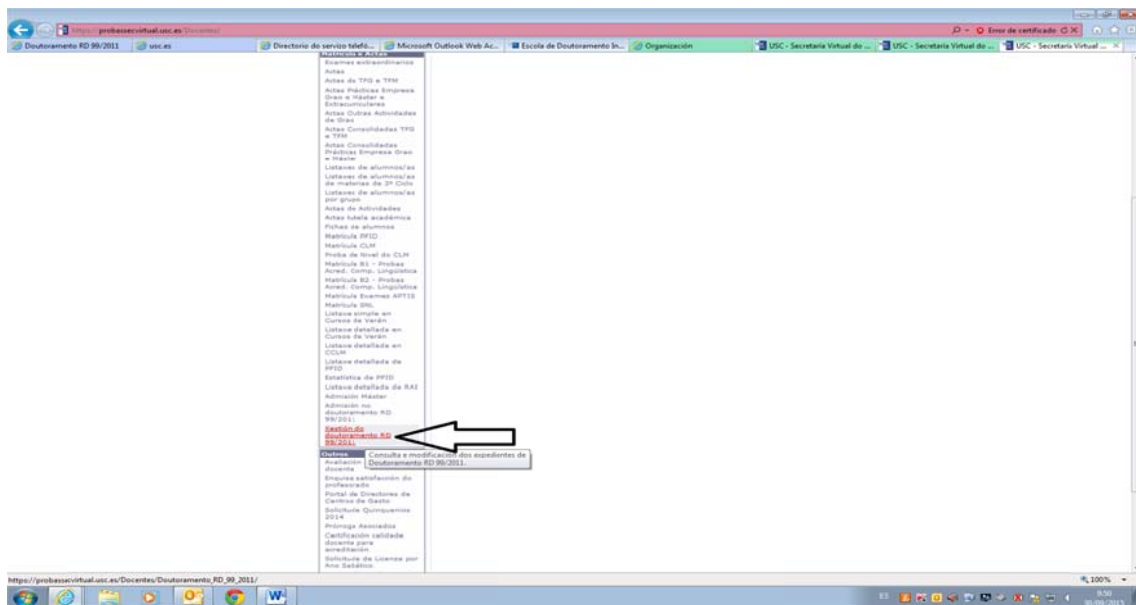 https://probassecvirtual.usc.es/Docentes/
Error de certificado
Doutoramento RD 99/2011
usc.es
Directorio do servizo telefó...
Microsoft Outlook Web Ac...
Escola de Doutoramento In...
Organización
USC - Secretaría Virtual do ...
USC - Secretaría Virtual do ...
USC - Secretaría Virtual ...
Matrícula e Actas
Exames extraordinarios
Actas
Actas de TFG e TFM
Actas Prácticas Empresa
Grao e Máster e
Extracurriculares
Actas Outras Actividades
de Grao
Actas Consolidadas TFG
e TFM
Actas Consolidadas
Prácticas Empresa Grao
e Máster
Listaxes de alumnos/as
Listaxes de alumnos/as
de materias de 2º Ciclo
Listaxes de alumnos/as
por grupo
Actas de Actividades
Actas tutela académica
Fichas de alumnos
Matrícula PFID
Matrícula CLM
Proba de Nivel do CLM
Matrícula B1 - Probas
Acred. Comp. Lingüística
Matrícula B2 - Probas
Acred. Comp. Lingüística
Matrícula Exames APTIS
Matrícula SNL
Listaxe simple en
Cursos de Verán
Listaxe detallada en
Cursos de Verán
Listaxe detallada en
CCLM
Listaxe detallada de
PFID
Estatística de PFID
Listaxe detallada de RAI
Admisión Máster
Admisión no
doutoramento RD
99/2011
Xestión do
doutoramento RD
99/2011
Outros
Consulta e modificación dos expedientes de
Doutoramento RD 99/2011.
Avaliación
docente
Enquisa satisfacción do
profesorado
Portal de Directores de
Centros de Gasto
Solicitude Quinquenios
2014
Prórroga Asociados
Certificación calidade
docente para
acreditación
Solicitude de Licenza por
Ano Sabático
https://probassecvirtual.usc.es/Docentes/Doutoramento_RD_99_2011/
100%
ES
9:50
30/09/2015